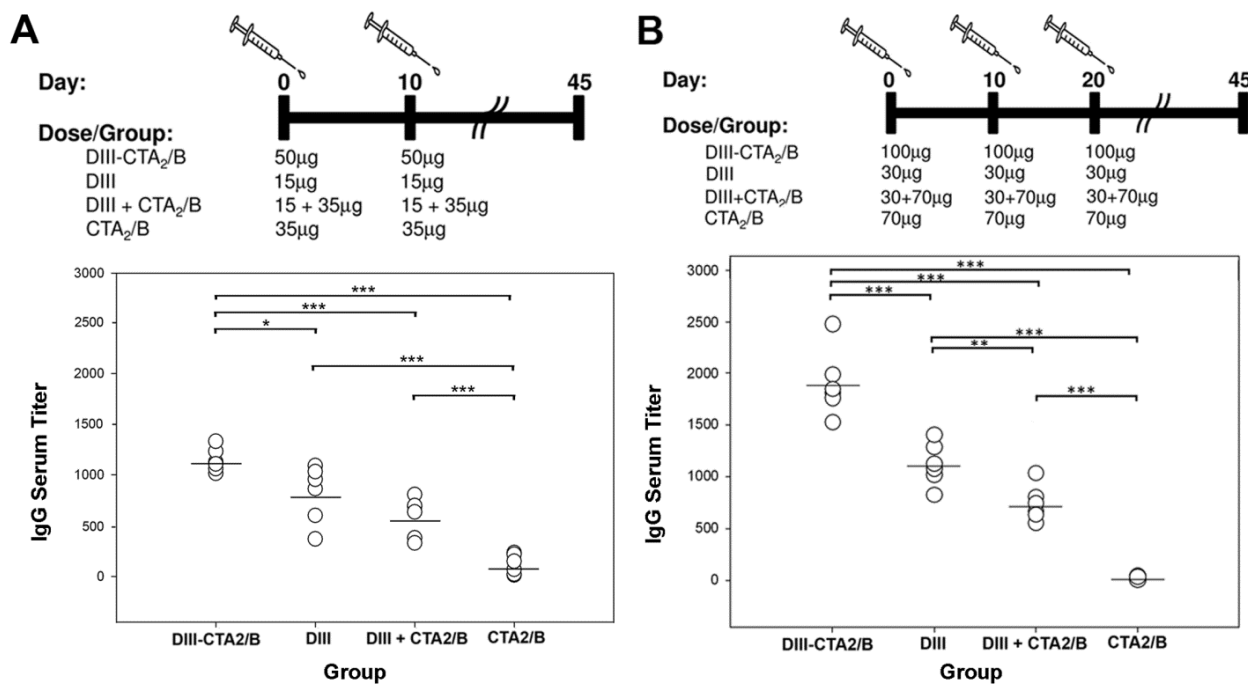 A
Day: 0 10 45
Dose/Group:
DIII-CTA₂/B 50µg 50µg
DIII 15µg 15µg
DIII + CTA₂/B 15 + 35µg 15 + 35µg
CTA₂/B 35µg 35µg
3000
2500
2000
1500
1000
500
0
IgG Serum Titer
***
***
*
***
***
DIII-CTA2/B DIII DIII + CTA2/B CTA2/B
Group
B
Day: 0 10 20 45
Dose/Group:
DIII-CTA₂/B 100µg 100µg 100µg
DIII 30µg 30µg 30µg
DIII+CTA₂/B 30+70µg 30+70µg 30+70µg
CTA₂/B 70µg 70µg 70µg
3000
2500
2000
1500
1000
500
0
IgG Serum Titer
***
***
***
***
**
***
DIII-CTA2/B DIII DIII + CTA2/B CTA2/B
Group